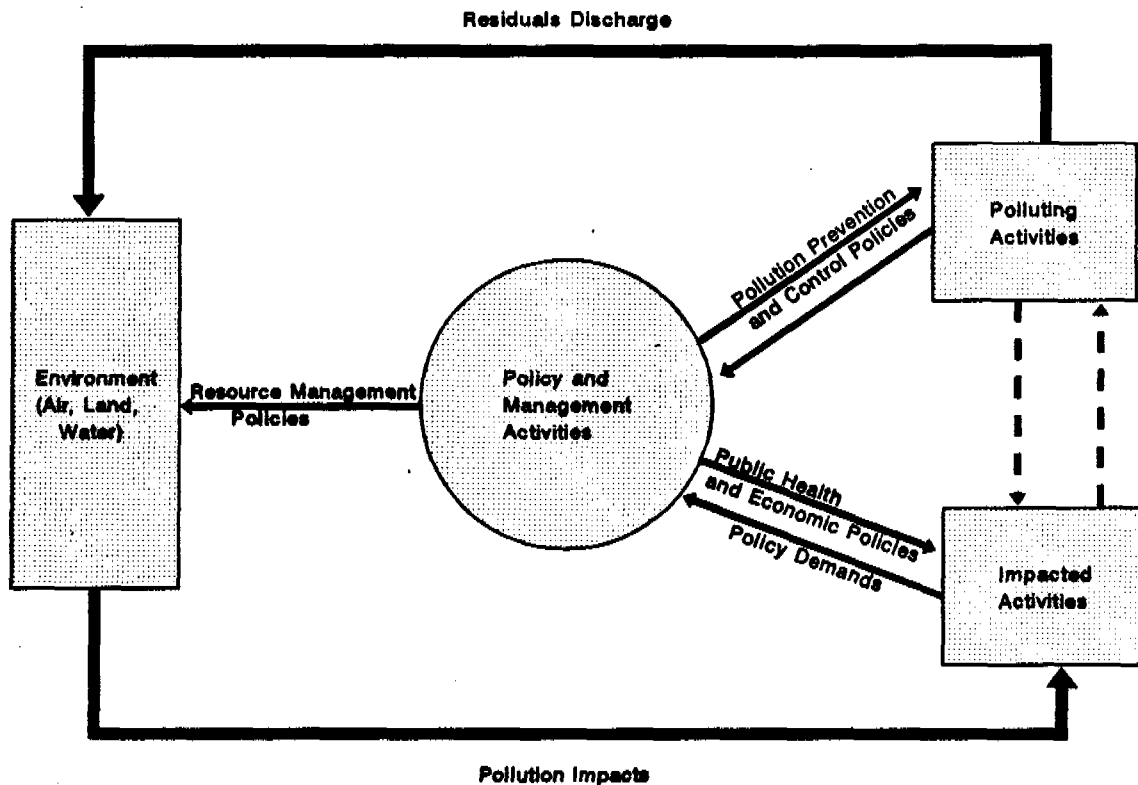 Residuals Discharge
Polluting
Activities
Pollution Prevention
and Control Policies
Environment
(Air, Land,
Water)
Resource Management
Policies
Policy and
Management
Activities
Public Health
and Economic Policies
Policy Demands
Impacted
Activities
Pollution Impacts